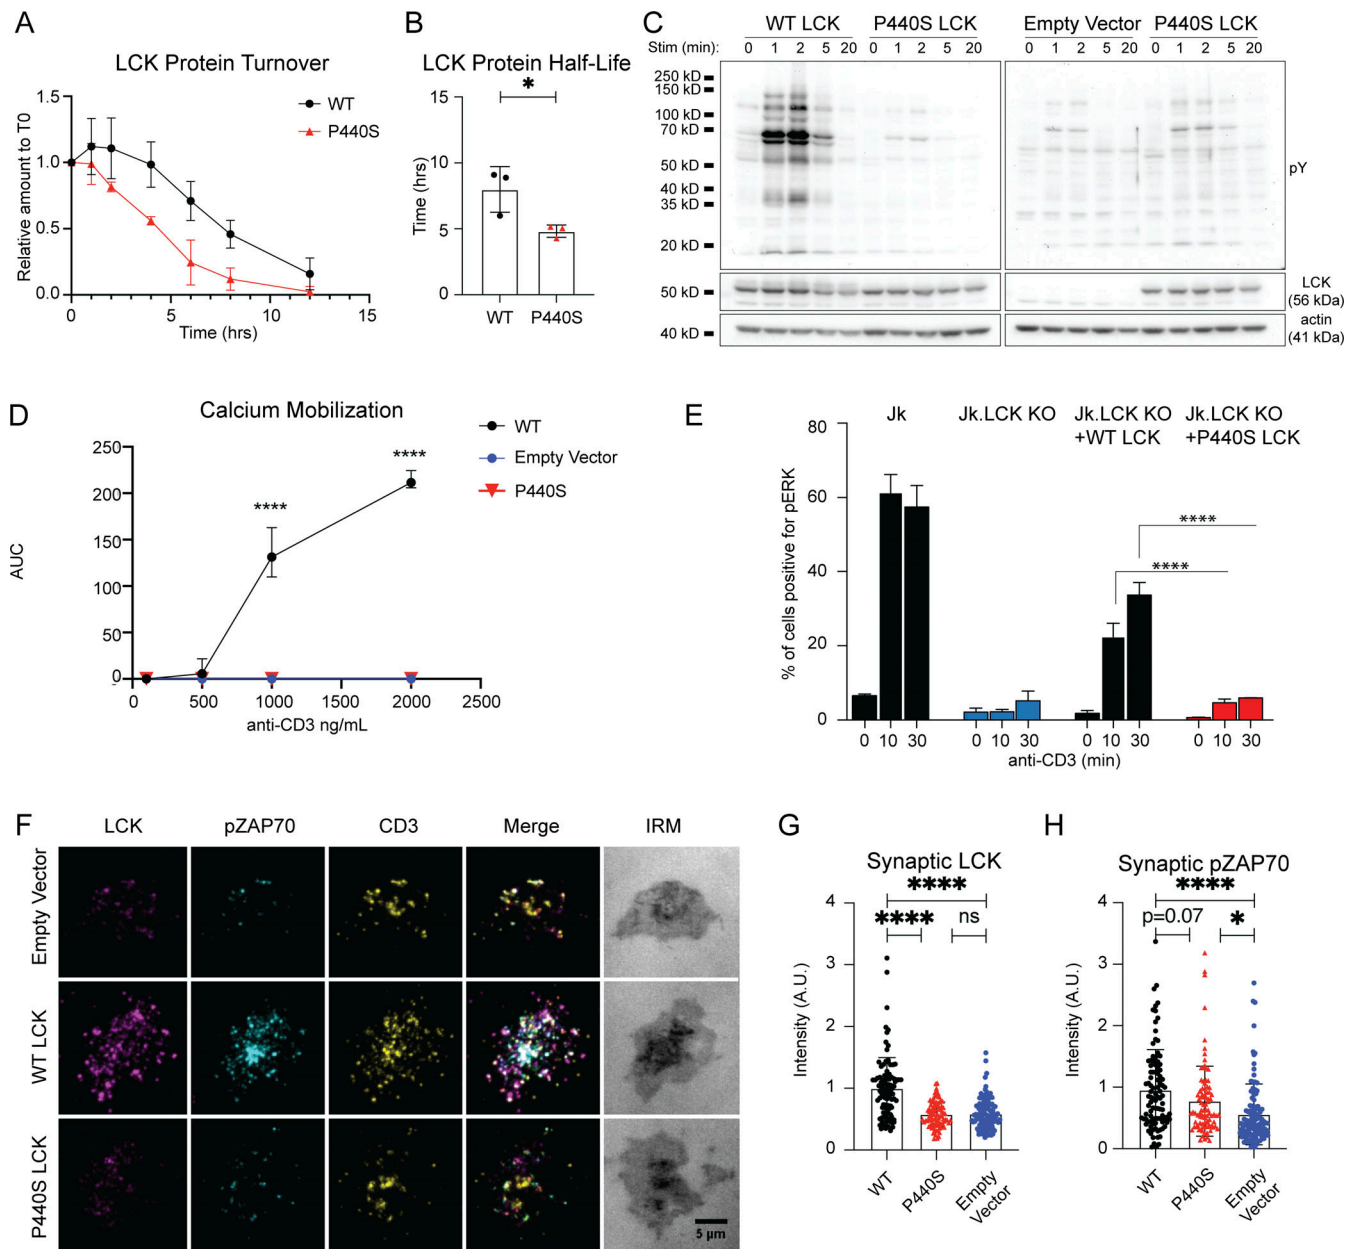 A
LCK Protein Turnover
WT
P440S
1.5
1.0
0.5
0.0
0 5 10 15
Relative amount to T0
Time (hrs)
B
LCK Protein Half-Life
*
15
10
5
0
Time (hrs)
WT P440S
C
WT LCK P440S LCK Empty Vector P440S LCK
Stim (min): 0 1 2 5 20 0 1 2 5 20 0 1 2 5 20 0 1 2 5 20
250 kD
150 kD
100 kD
70 kD
50 kD
40 kD
35 kD
20 kD
pY
50 kD
LCK
(56 kDa)
40 kD
actin
(41 kDa)
D
Calcium Mobilization
WT
Empty Vector
P440S
250
200
150
100
50
0
AUC
****
****
0 500 1000 1500 2000 2500
anti-CD3 ng/mL
E
Jk Jk.LCK KO Jk.LCK KO Jk.LCK KO
+WT LCK +P440S LCK
80
60
40
20
0
% of cells positive for pERK
****
****
0 10 30 0 10 30 0 10 30 0 10 30
anti-CD3 (min)
F
LCK pZAP70 CD3 Merge IRM
Empty Vector
WT LCK
P440S LCK
5 µm
G
Synaptic LCK
****
**** ns
4
3
2
1
0
Intensity (A.U.)
WT
P440S
Empty
Vector
H
Synaptic pZAP70
****
p=0.07 *
4
3
2
1
0
Intensity (A.U.)
WT
P440S
Empty
Vector